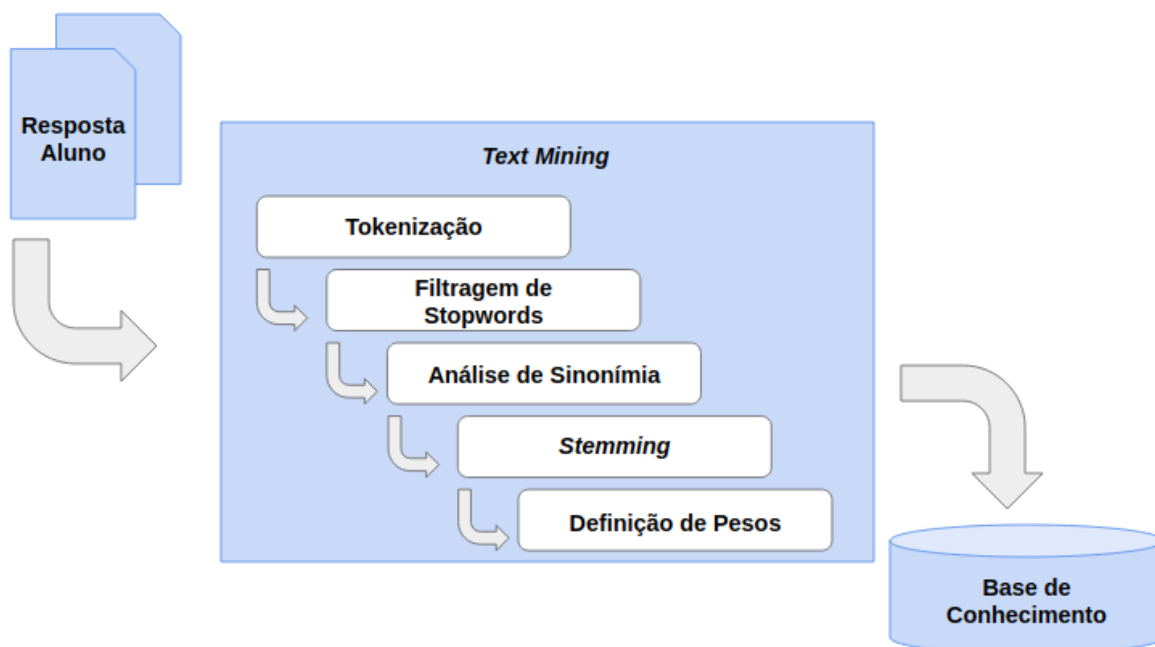 Resposta
Aluno
Text Mining
Tokenização
Filtragem de
Stopwords
Análise de Sinonímia
Stemming
Definição de Pesos
Base de
Conhecimento